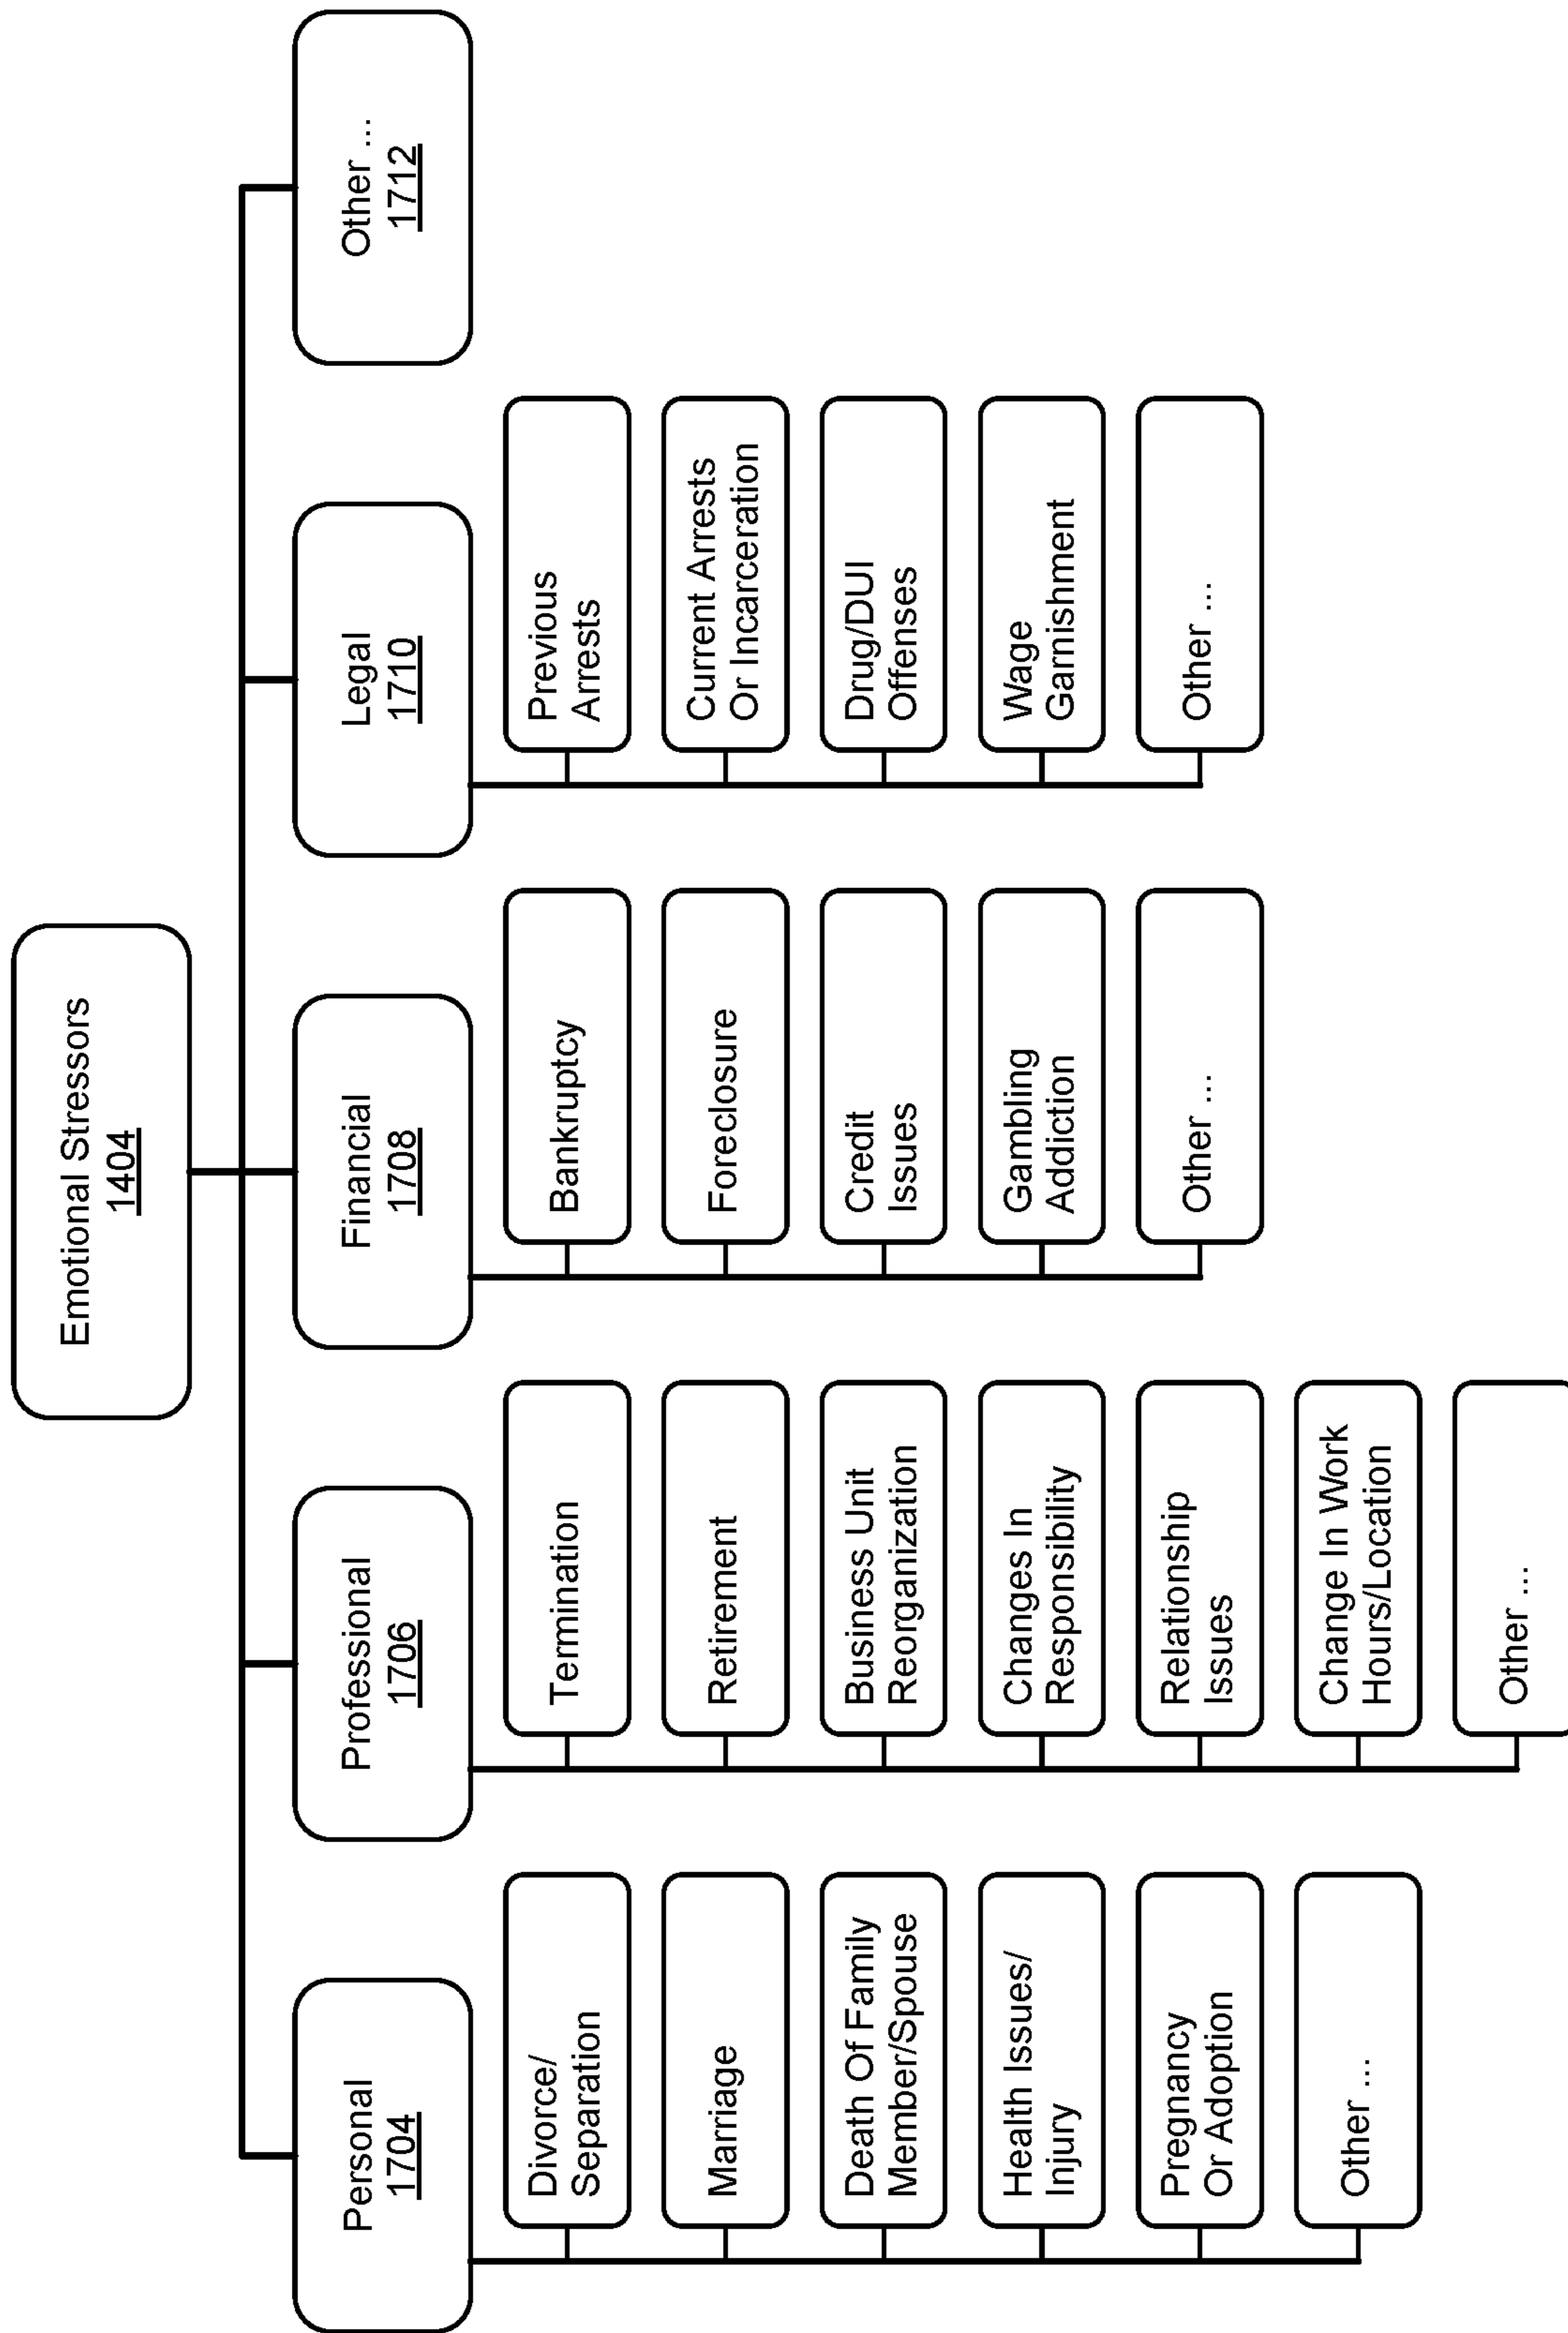 Emotional Stressors
1404
Personal
1704
Divorce/
Separation
Marriage
Death Of Family
Member/Spouse
Health Issues/
Injury
Pregnancy
Or Adoption
Other ...
Professional
1706
Termination
Retirement
Business Unit
Reorganization
Changes In
Responsibility
Relationship
Issues
Change In Work
Hours/Location
Other ...
Financial
1708
Bankruptcy
Foreclosure
Credit
Issues
Gambling
Addiction
Other ...
Legal
1710
Previous
Arrests
Current Arrests
Or Incarceration
Drug/DUI
Offenses
Wage
Garnishment
Other ...
Other ...
1712